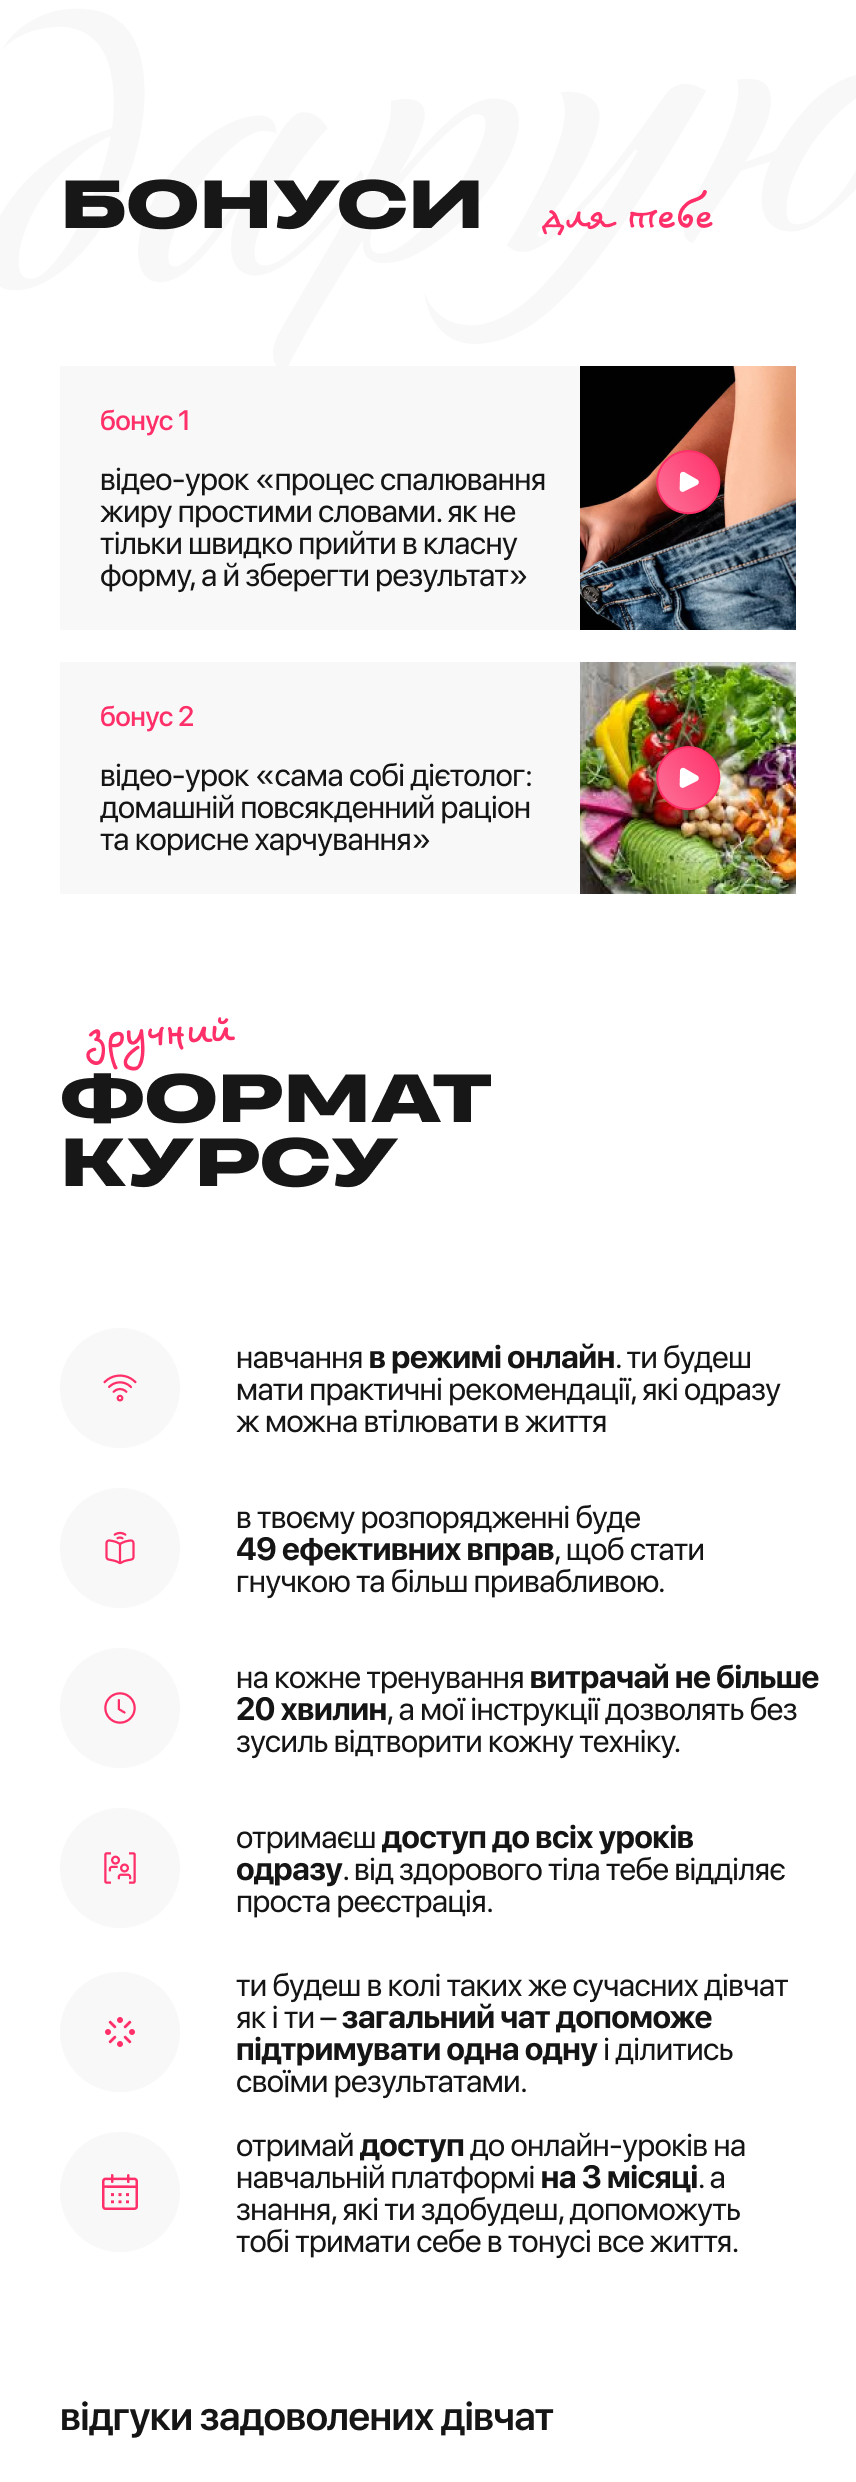 дарую
БОНУСИ
для тебе
бонус 1
відео-урок «процес спалювання
жиру простими словами. як не
тільки швидко прийти в класну
форму, а й зберегти результат»
бонус 2
відео-урок «сама собі дієтолог:
домашній повсякденний раціон
та корисне харчування»
зручний
ФОРМАТ
КУРСУ
навчання в режимі онлайн. ти будеш
мати практичні рекомендації, які одразу
ж можна втілювати в життя
в твоєму розпорядженні буде
49 ефективних вправ, щоб стати
гнучкою та більш привабливою.
на кожне тренування витрачай не більше
20 хвилин, а мої інструкції дозволять без
зусиль відтворити кожну техніку.
отримаєш доступ до всіх уроків
одразу. від здорового тіла тебе відділяє
проста реєстрація.
ти будеш в колі таких же сучасних дівчат
як і ти – загальний чат допоможе
підтримувати одна одну і ділитись
своїми результатами.
отримай доступ до онлайн-уроків на
навчальній платформі на 3 місяці. а
знання, які ти здобудеш, допоможуть
тобі тримати себе в тонусі все життя.
відгуки задоволених дівчат